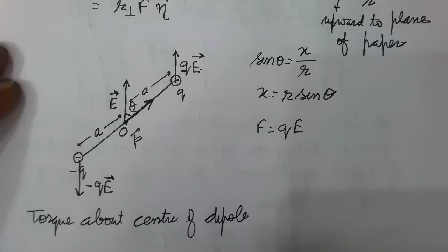 = r⊥ F n̂
upward to plane
of paper
qE⃗
q
E⃗
θ
a
a
O
P⃗
-q
-qE⃗
sinθ = x/r
x = r sinθ
F = qE
Torque about centre of dipole